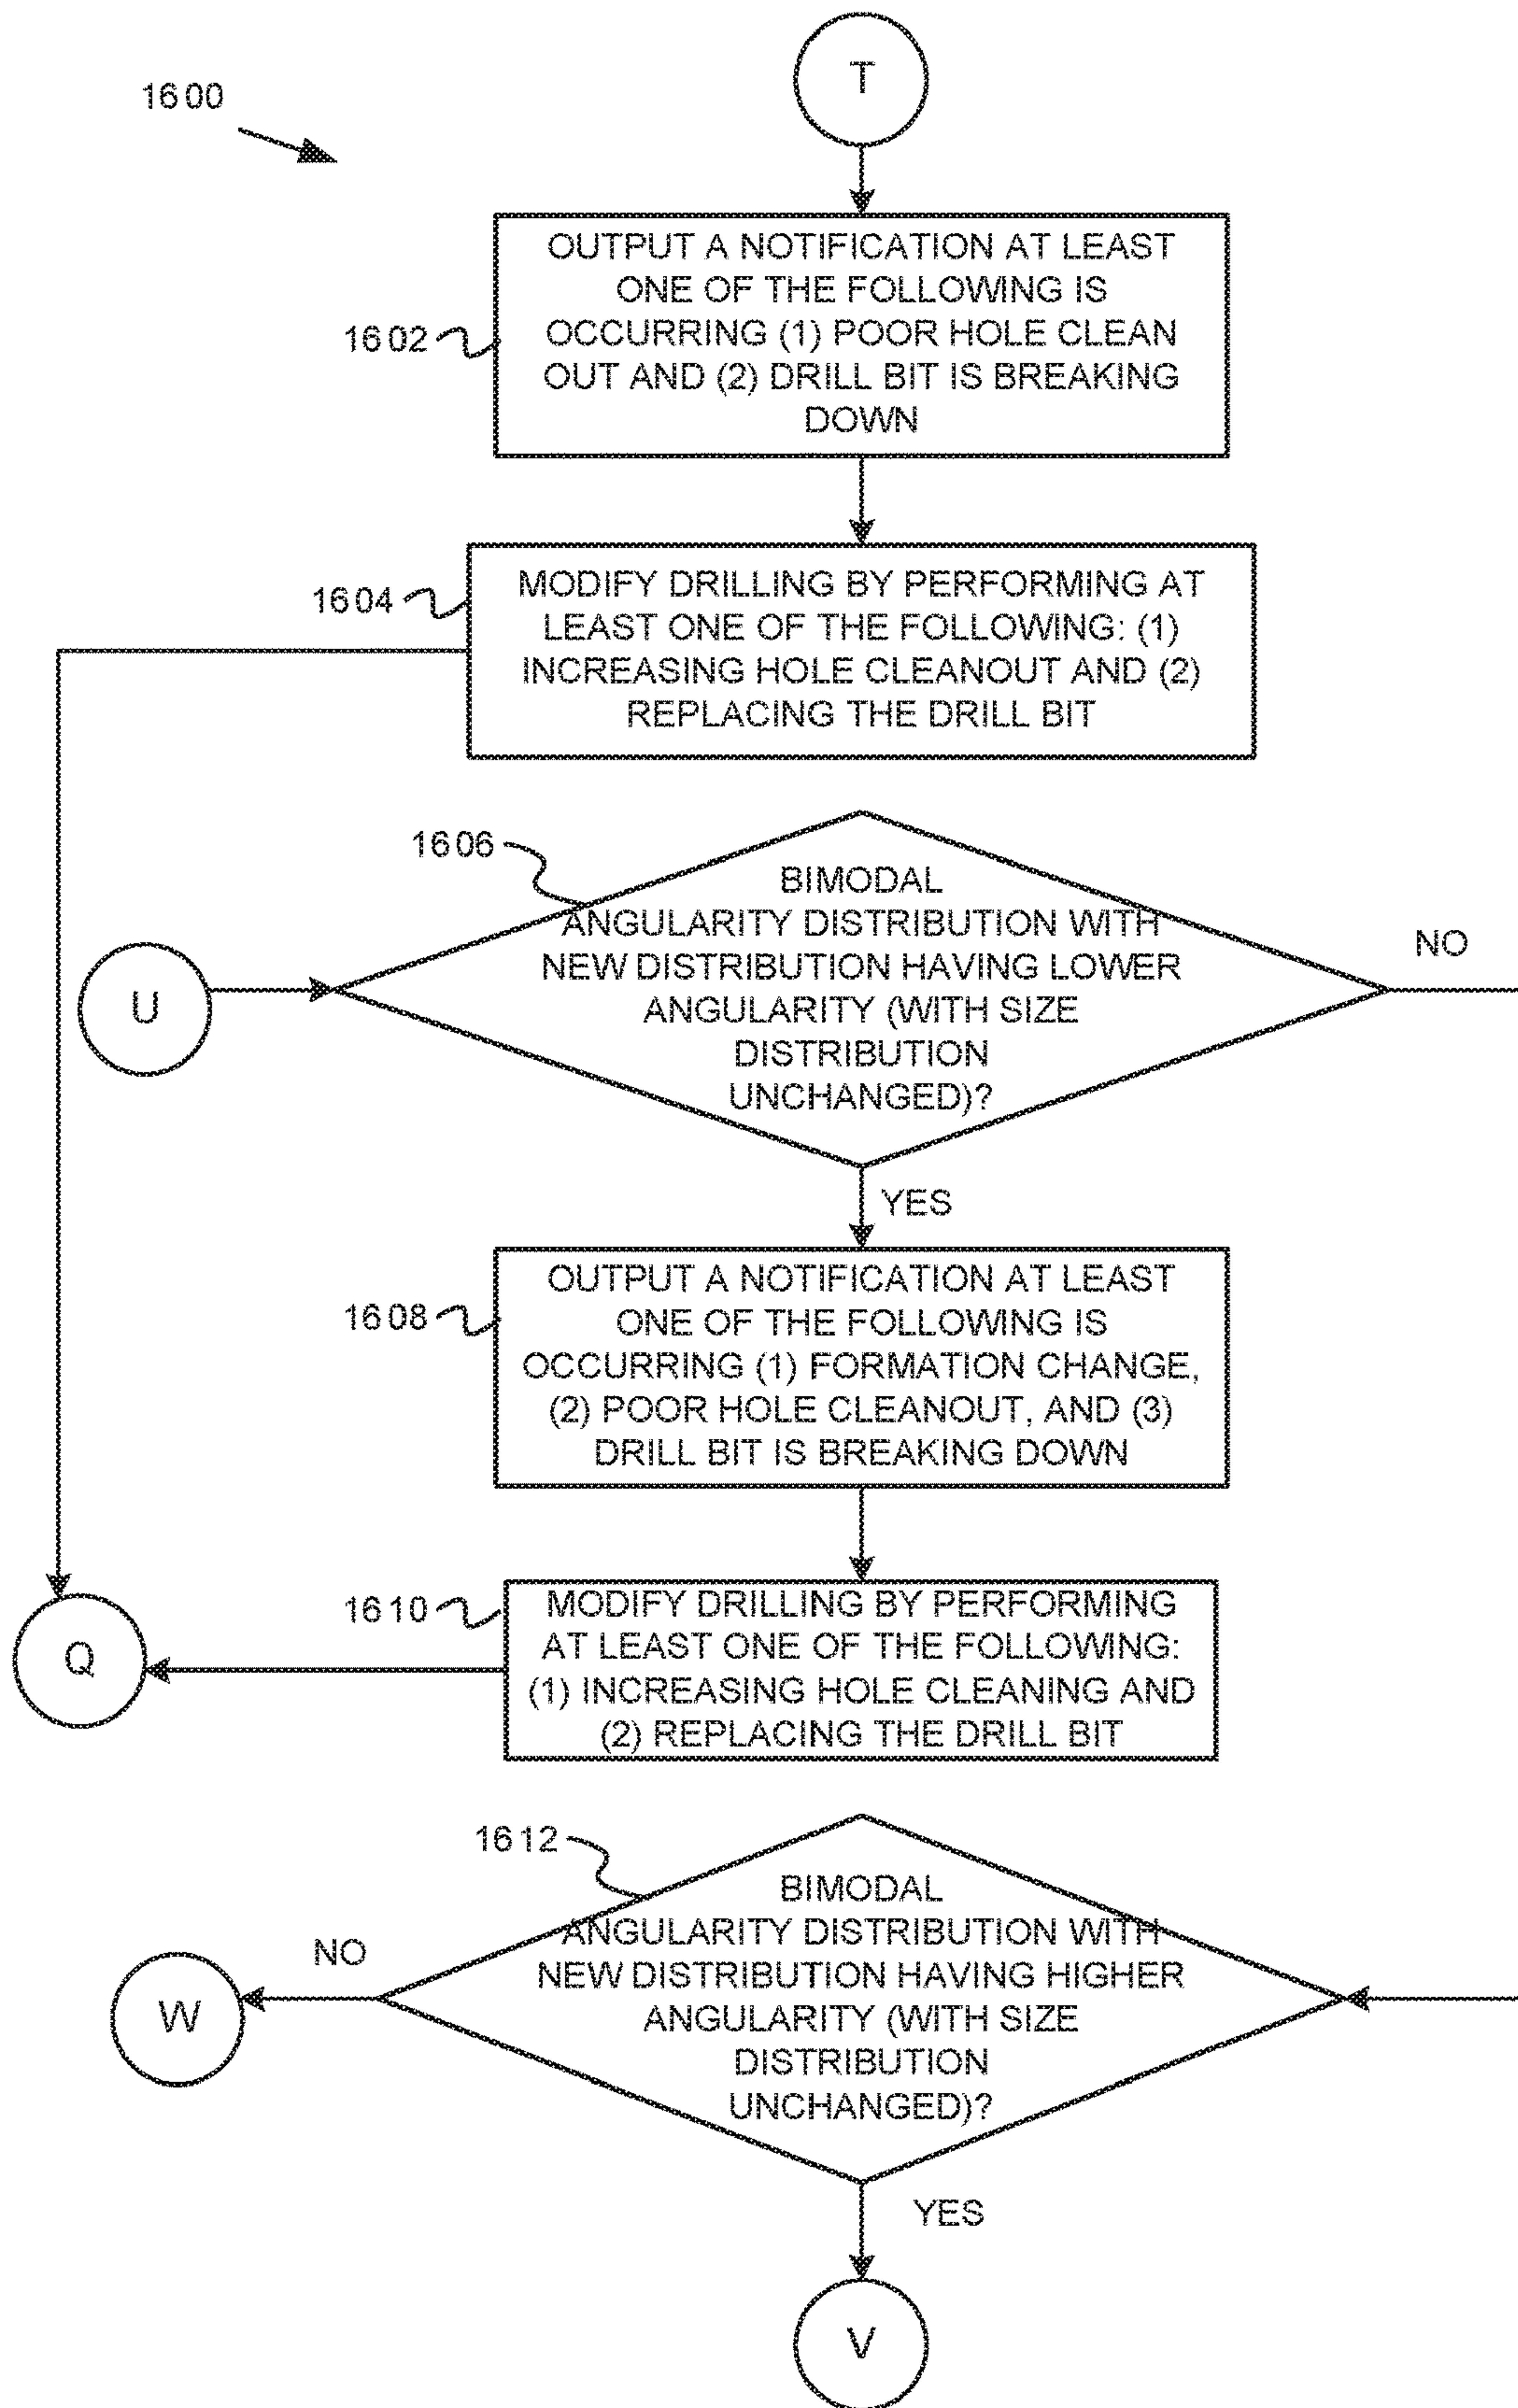 T
1600
OUTPUT A NOTIFICATION AT LEAST
ONE OF THE FOLLOWING IS
OCCURRING (1) POOR HOLE CLEAN
OUT AND (2) DRILL BIT IS BREAKING
DOWN
1602
MODIFY DRILLING BY PERFORMING AT
LEAST ONE OF THE FOLLOWING: (1)
INCREASING HOLE CLEANOUT AND (2)
REPLACING THE DRILL BIT
1604
1606
BIMODAL
ANGULARITY DISTRIBUTION WITH
NEW DISTRIBUTION HAVING LOWER
ANGULARITY (WITH SIZE
DISTRIBUTION
UNCHANGED)?
NO
U
YES
OUTPUT A NOTIFICATION AT LEAST
ONE OF THE FOLLOWING IS
OCCURRING (1) FORMATION CHANGE,
(2) POOR HOLE CLEANOUT, AND (3)
DRILL BIT IS BREAKING DOWN
1608
MODIFY DRILLING BY PERFORMING
AT LEAST ONE OF THE FOLLOWING:
(1) INCREASING HOLE CLEANING AND
(2) REPLACING THE DRILL BIT
1610
Q
1612
BIMODAL
ANGULARITY DISTRIBUTION WITH
NEW DISTRIBUTION HAVING HIGHER
ANGULARITY (WITH SIZE
DISTRIBUTION
UNCHANGED)?
NO
W
YES
V